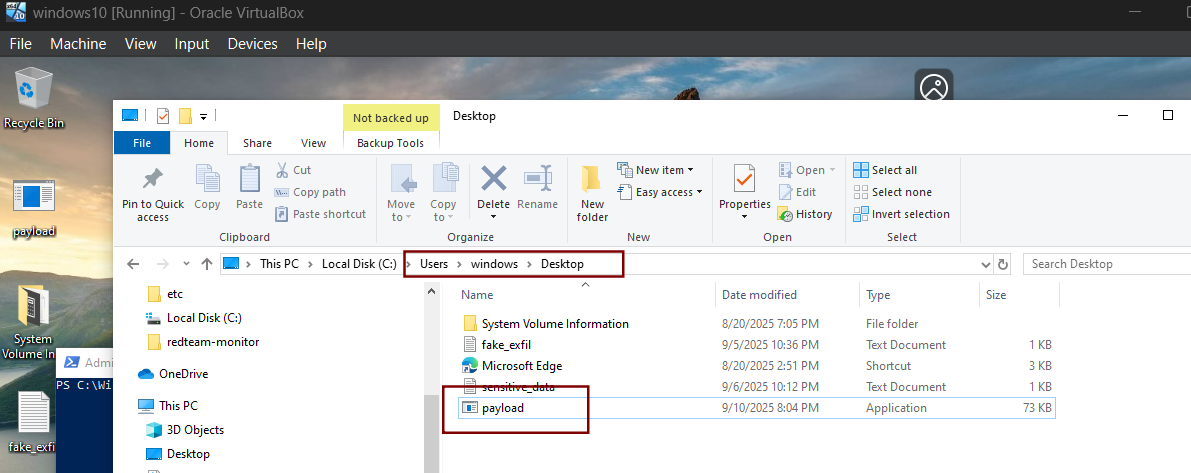 windows10 [Running] - Oracle VirtualBox
File Machine View Input Devices Help
Recycle Bin
payload
System
Volume In
fake_exfi
Not backed up
Desktop
File Home Share View Backup Tools
Pin to Quick
access
Copy
Paste
Cut
Copy path
Paste shortcut
Clipboard
Move
to
Copy
to
Delete
Rename
Organize
New
folder
New item
Easy access
New
Properties
Open
Edit
History
Open
Select all
Select none
Invert selection
Select
This PC > Local Disk (C:) > Users > windows > Desktop
Search Desktop
etc
Local Disk (C:)
redteam-monitor
OneDrive
This PC
3D Objects
Desktop
Name Date modified Type Size
System Volume Information 8/20/2025 7:05 PM File folder
fake_exfil 9/5/2025 10:36 PM Text Document 1 KB
Microsoft Edge 8/20/2025 2:51 PM Shortcut 3 KB
sensitive_data 9/6/2025 10:12 PM Text Document 1 KB
payload 9/10/2025 8:04 PM Application 73 KB
Admi
PS C:\Wi